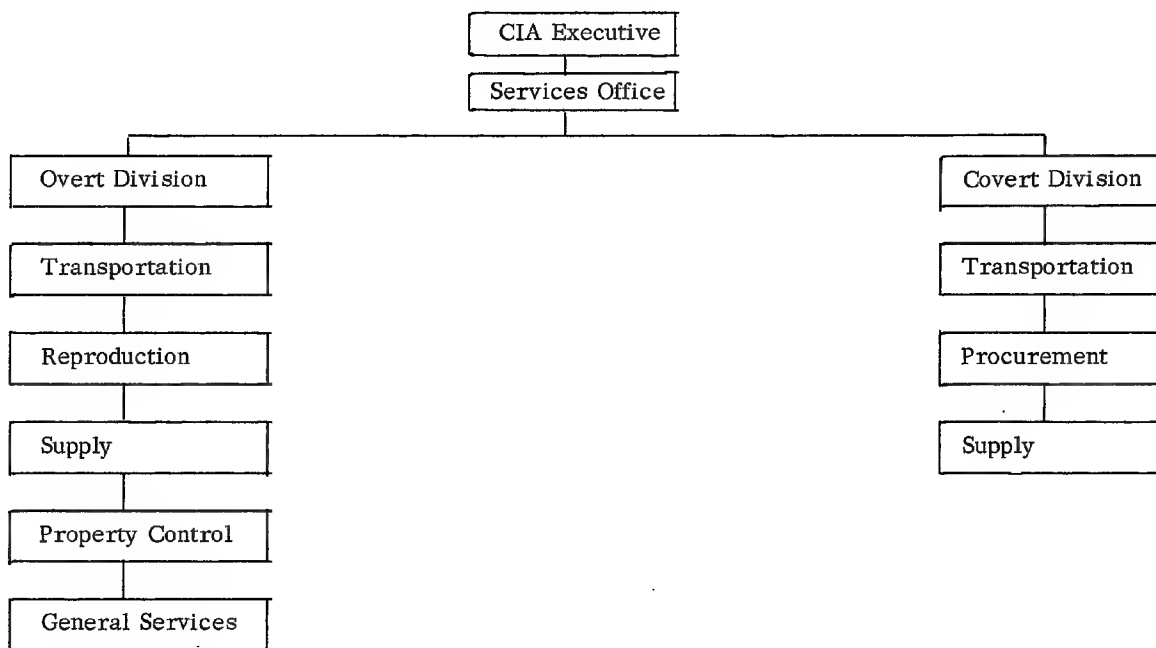 CIA Executive
Services Office
Overt Division
Covert Division
Transportation
Transportation
Reproduction
Procurement
Supply
Supply
Property Control
General Services